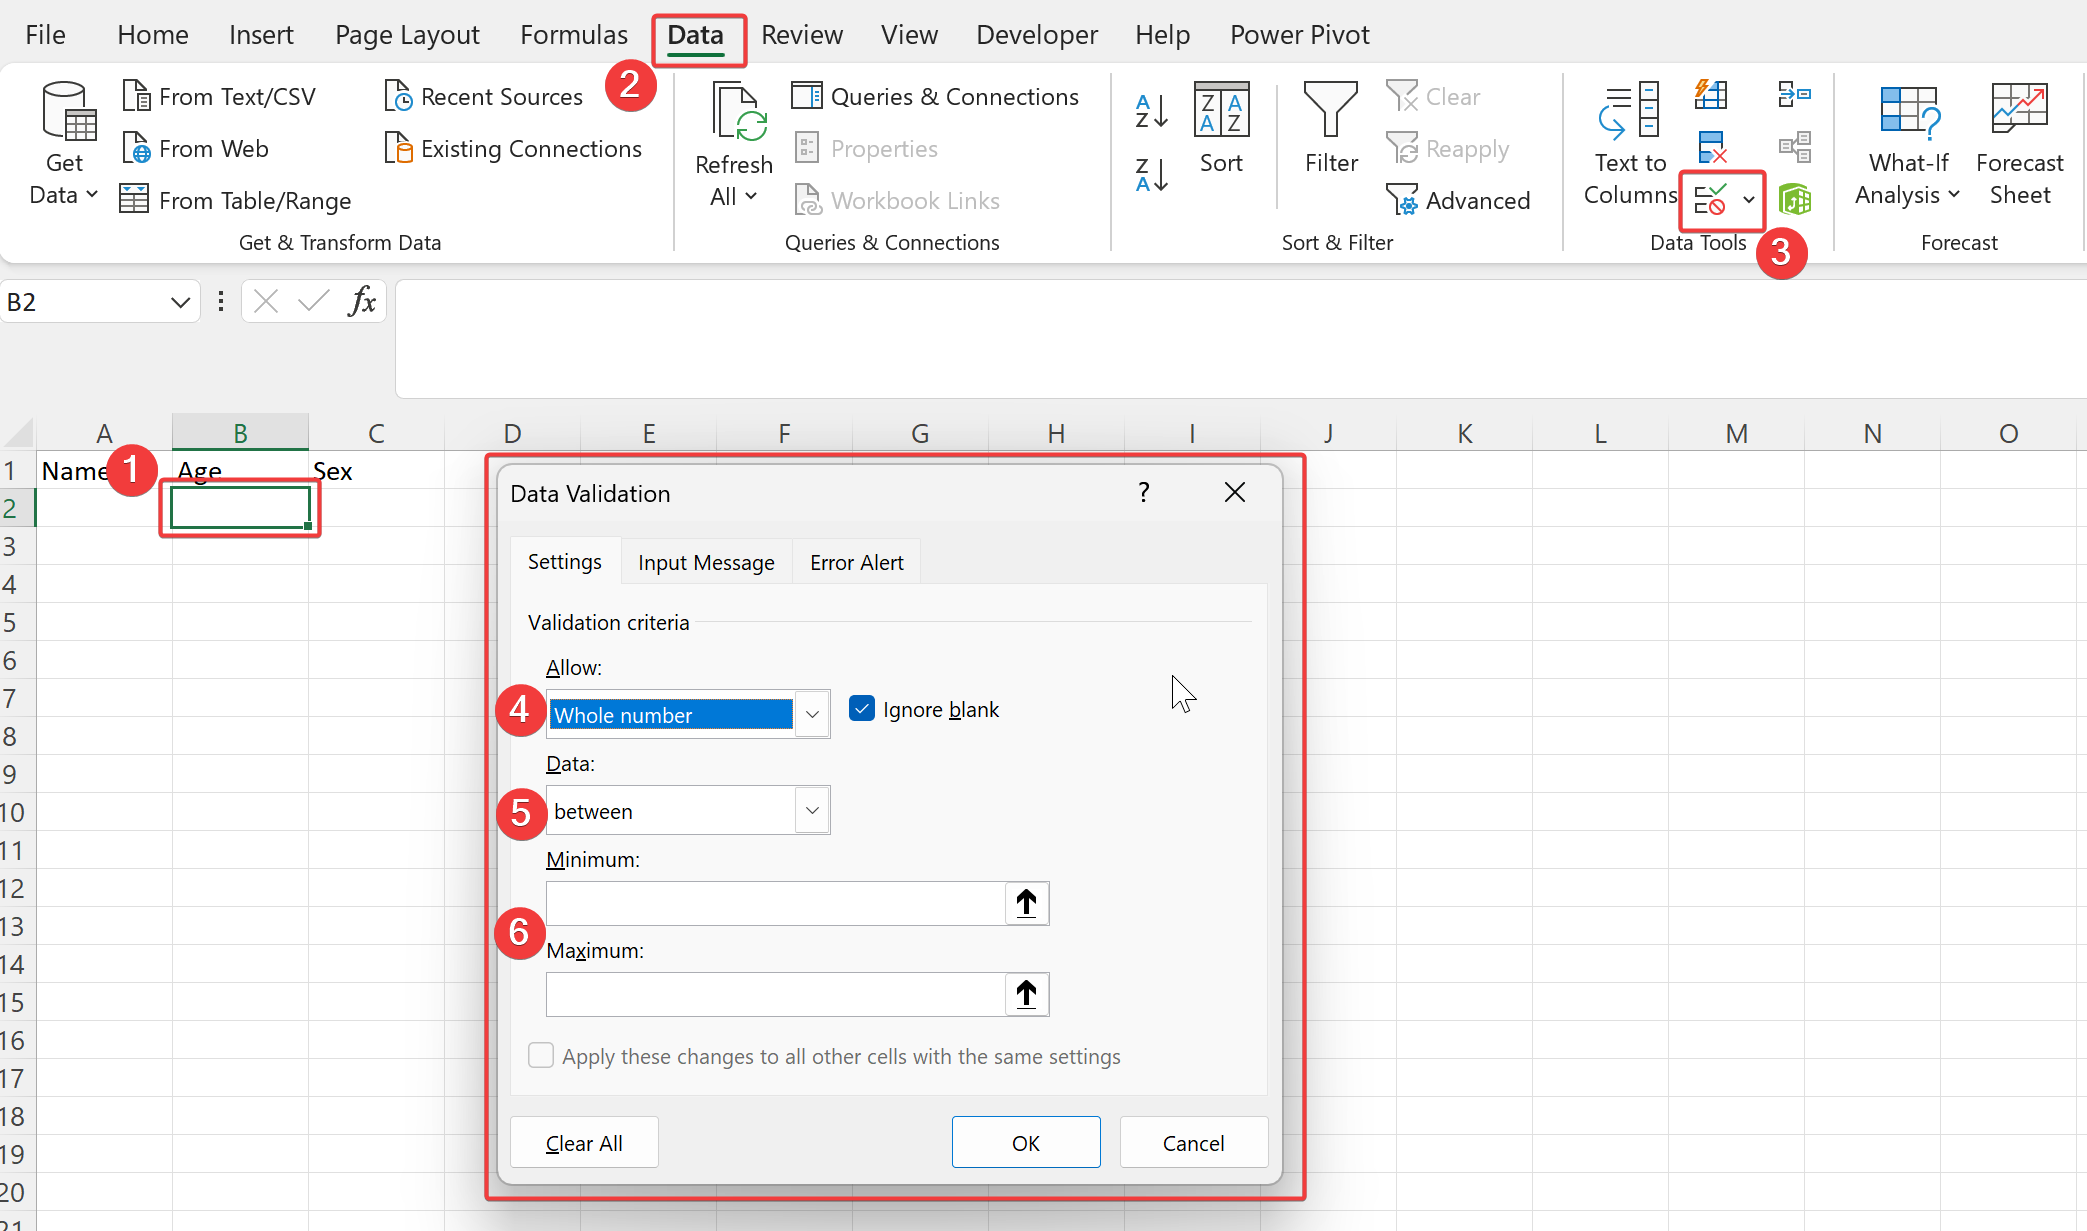 File Home Insert Page Layout Formulas Data Review View Developer Help Power Pivot
2
Get Data
From Text/CSV
From Web
From Table/Range
Recent Sources
Existing Connections
Get & Transform Data
Refresh All
Queries & Connections
Properties
Workbook Links
Queries & Connections
A Z
Z A
Z A A Z
Sort
Filter
Clear
Reapply
Advanced
Sort & Filter
Text to Columns
Data Tools
3
What-If Analysis
Forecast Sheet
Forecast
B2
fx
A B C D E F G H I J K L M N O
1 Name Age Sex
1
2
3
4
5
6
7
8
9
10
11
12
13
14
15
16
17
18
19
20
21
Data Validation ?
Settings Input Message Error Alert
Validation criteria
Allow:
4 Whole number Ignore blank
Data:
5 between
Minimum:
6
Maximum:
Apply these changes to all other cells with the same settings
Clear All OK Cancel